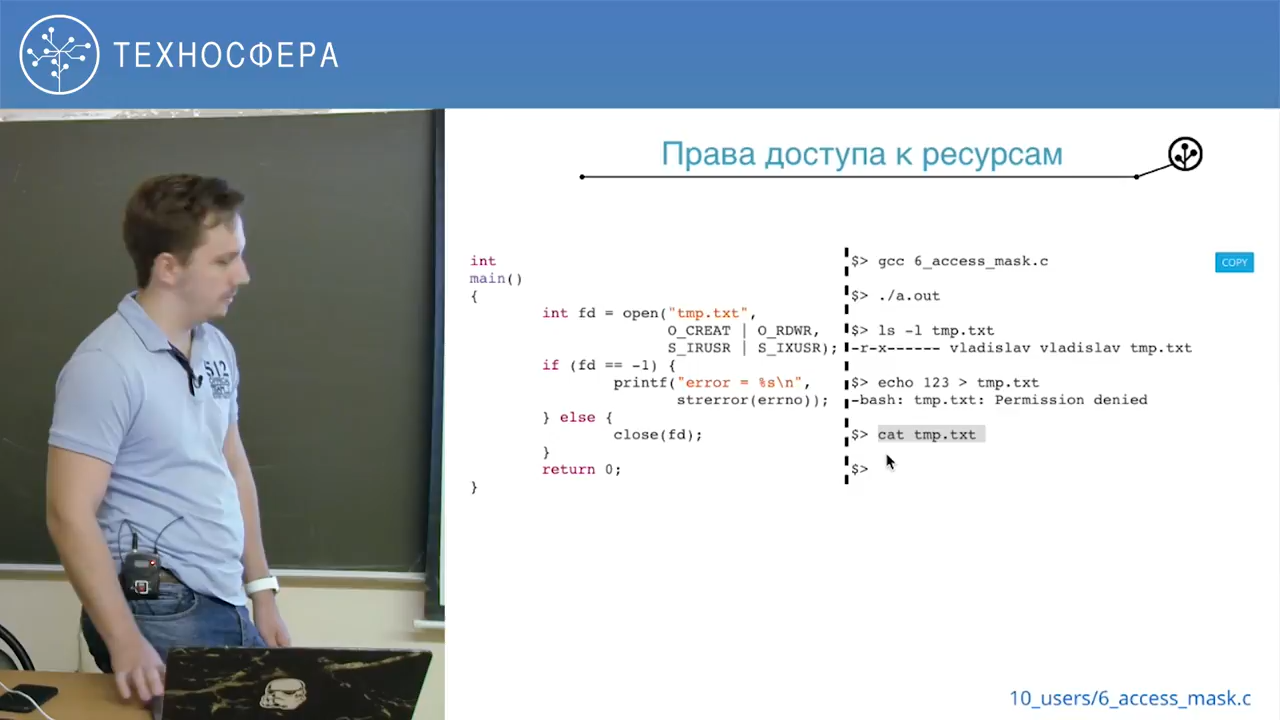 ТЕХНОСФЕРА
Права доступа к ресурсам
int
main()
{
int fd = open("tmp.txt",
O_CREAT | O_RDWR,
S_IRUSR | S_IXUSR);
if (fd == -1) {
printf("error = %s\n",
strerror(errno));
} else {
close(fd);
}
return 0;
}
$> gcc 6_access_mask.c
$> ./a.out
$> ls -l tmp.txt
-r-x------ vladislav vladislav tmp.txt
$> echo 123 > tmp.txt
-bash: tmp.txt: Permission denied
$> cat tmp.txt
$>
COPY
512
10_users/6_access_mask.c